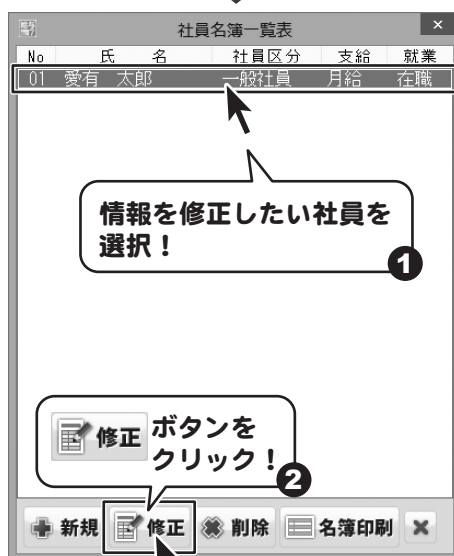 社員名簿一覧表 ×
No 氏 名 社員区分 支給 就業
01 愛有 太郎 一般社員 月給 在職
情報を修正したい社員を
選択！
1
修正 ボタンを
クリック！
2
新規 修正 削除 名簿印刷